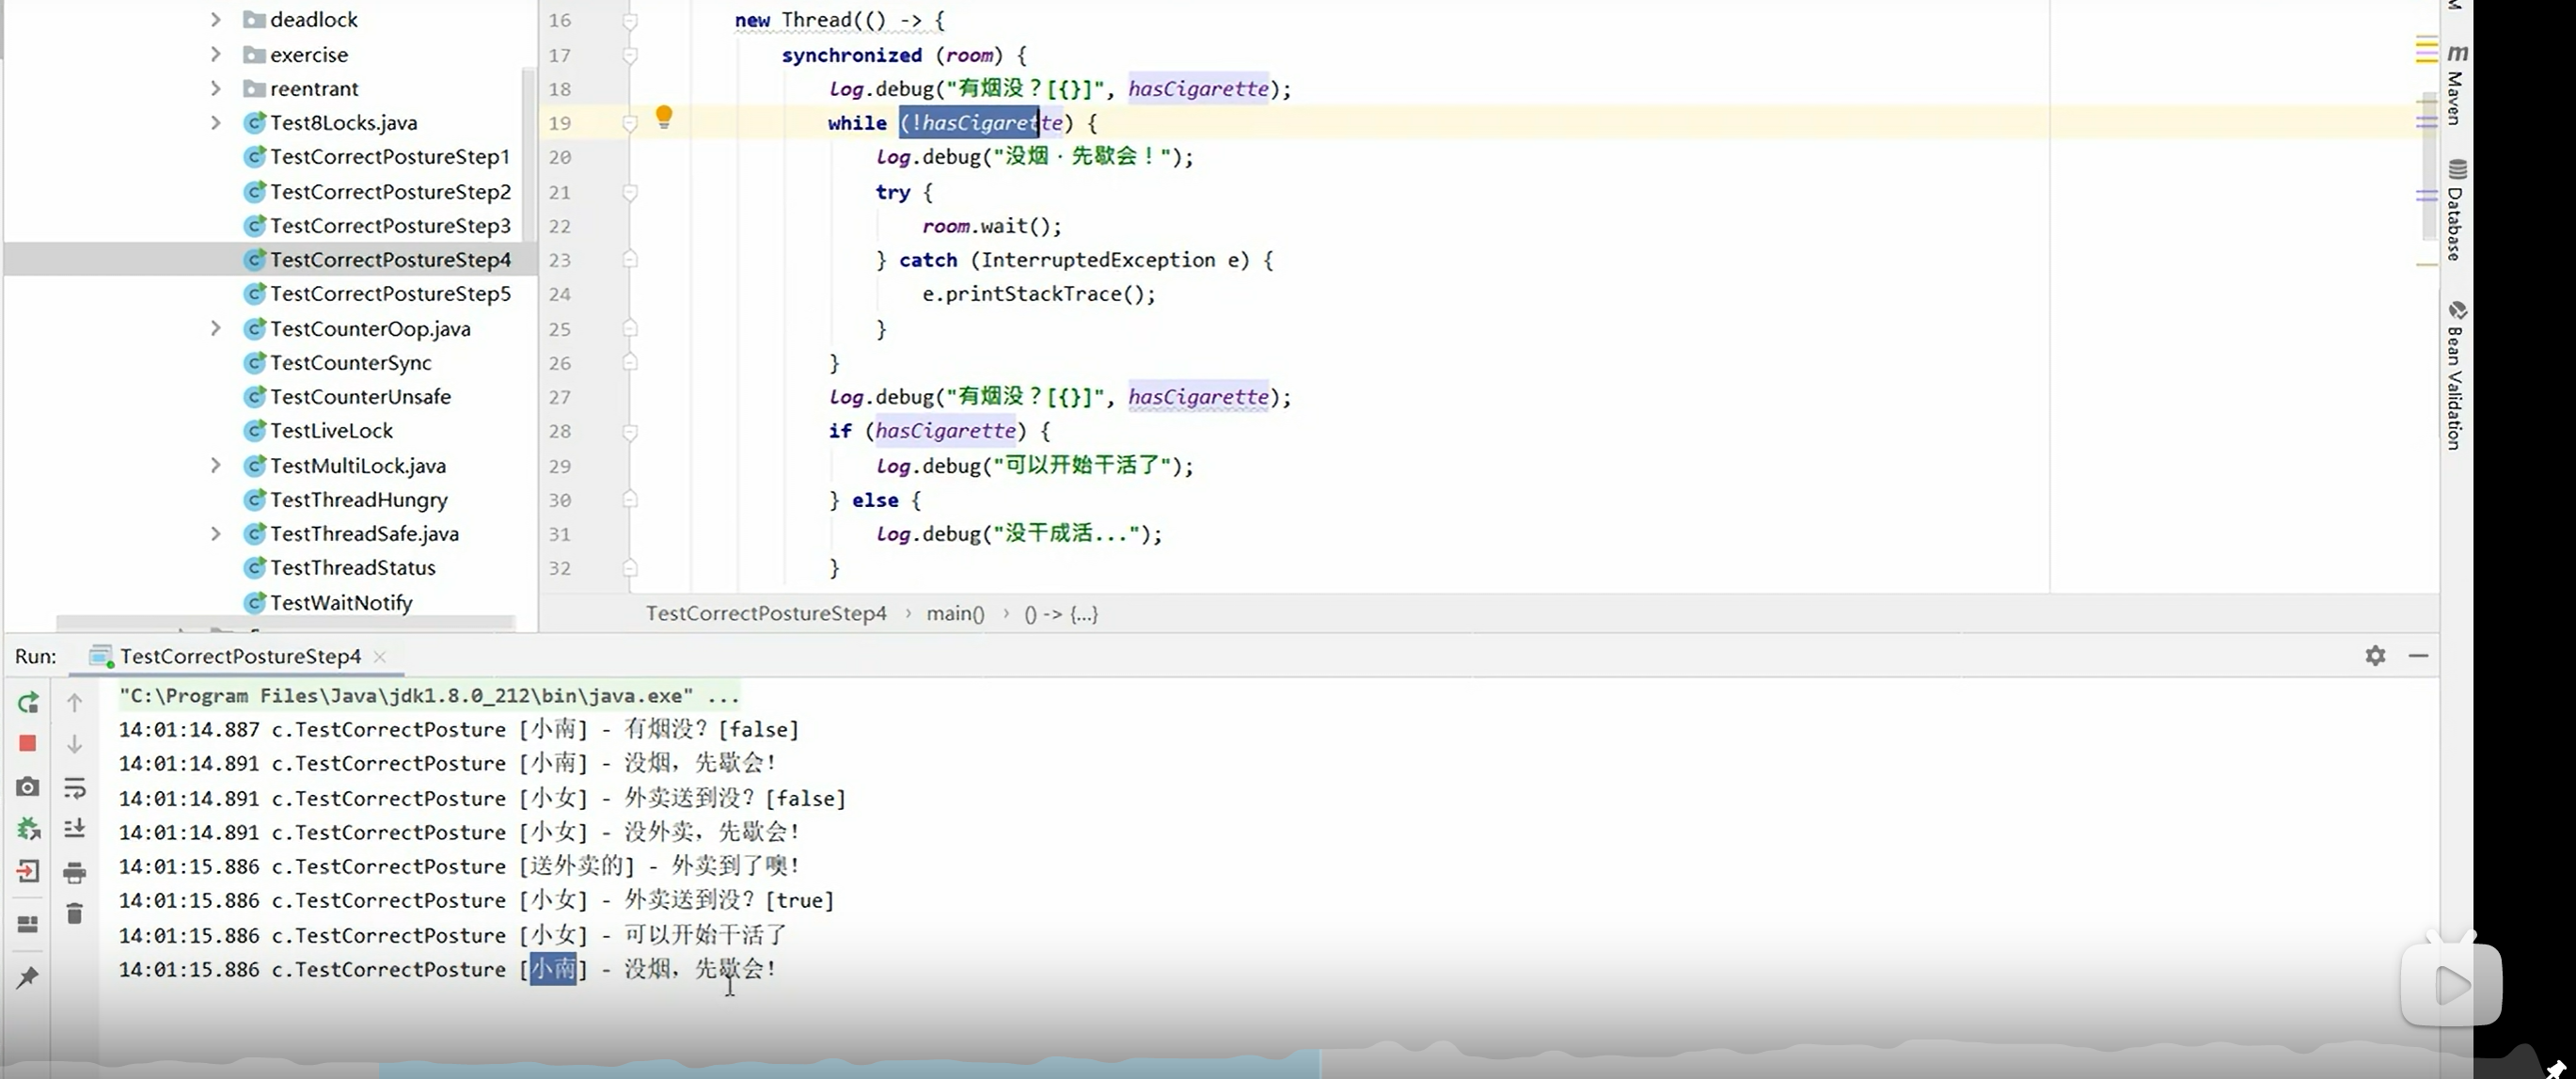 deadlock
exercise
reentrant
Test8Locks.java
TestCorrectPostureStep1
TestCorrectPostureStep2
TestCorrectPostureStep3
TestCorrectPostureStep4
TestCorrectPostureStep5
TestCounterOop.java
TestCounterSync
TestCounterUnsafe
TestLiveLock
TestMultiLock.java
TestThreadHungry
TestThreadSafe.java
TestThreadStatus
TestWaitNotify
16 new Thread(() -> {
17 synchronized (room) {
18 log.debug("有烟没？[{}]", hasCigarette);
19 while (!hasCigarette) {
20 log.debug("没烟·先歇会！");
21 try {
22 room.wait();
23 } catch (InterruptedException e) {
24 e.printStackTrace();
25 }
26 }
27 log.debug("有烟没？[{}]", hasCigarette);
28 if (hasCigarette) {
29 log.debug("可以开始干活了");
30 } else {
31 log.debug("没干成活...");
32 }
TestCorrectPostureStep4 › main() › () -> {...}
m Maven
Database
Bean Validation
Run: TestCorrectPostureStep4 ×
"C:\Program Files\Java\jdk1.8.0_212\bin\java.exe" ...
14:01:14.887 c.TestCorrectPosture [小南] - 有烟没？[false]
14:01:14.891 c.TestCorrectPosture [小南] - 没烟，先歇会！
14:01:14.891 c.TestCorrectPosture [小女] - 外卖送到没？[false]
14:01:14.891 c.TestCorrectPosture [小女] - 没外卖，先歇会！
14:01:15.886 c.TestCorrectPosture [送外卖的] - 外卖到了噢！
14:01:15.886 c.TestCorrectPosture [小女] - 外卖送到没？[true]
14:01:15.886 c.TestCorrectPosture [小女] - 可以开始干活了
14:01:15.886 c.TestCorrectPosture [小南] - 没烟，先歇会！